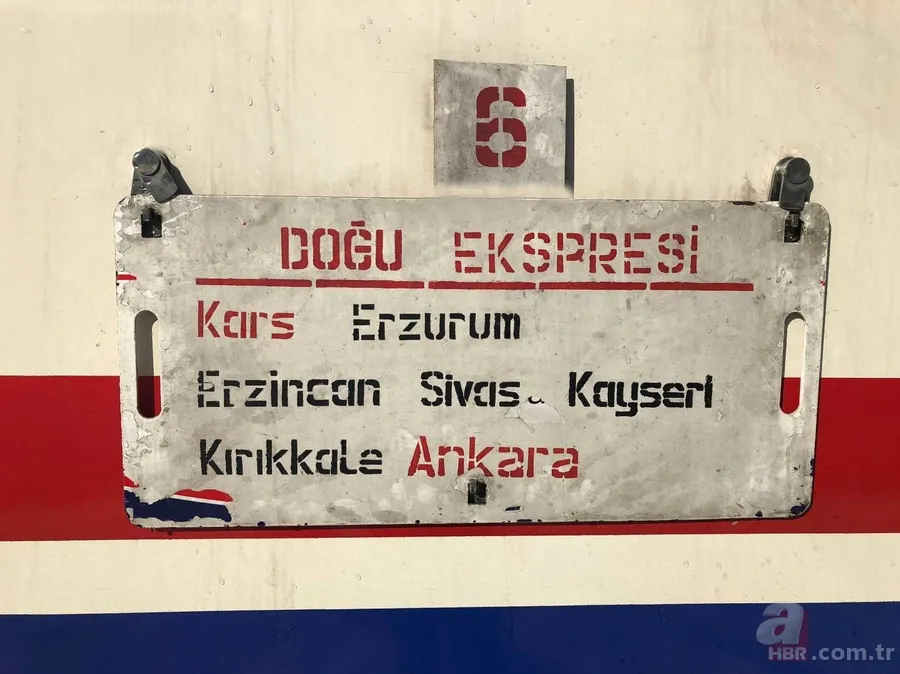 6
DOĞU EKSPRESİ
Kars Erzurum
Erzincan Sivas Kayseri
Kırıkkale Ankara
a
HBR.com.tr